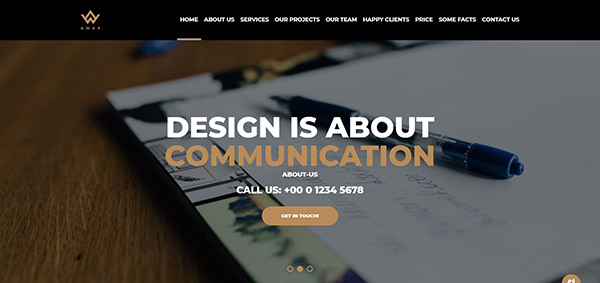 AWAX
HOME ABOUT US SERVICES OUR PROJECTS OUR TEAM HAPPY CLIENTS PRICE SOME FACTS CONTACT US
DESIGN IS ABOUT
COMMUNICATION
ABOUT-US
CALL US: +00 0 1234 5678
GET IN TOUCH!